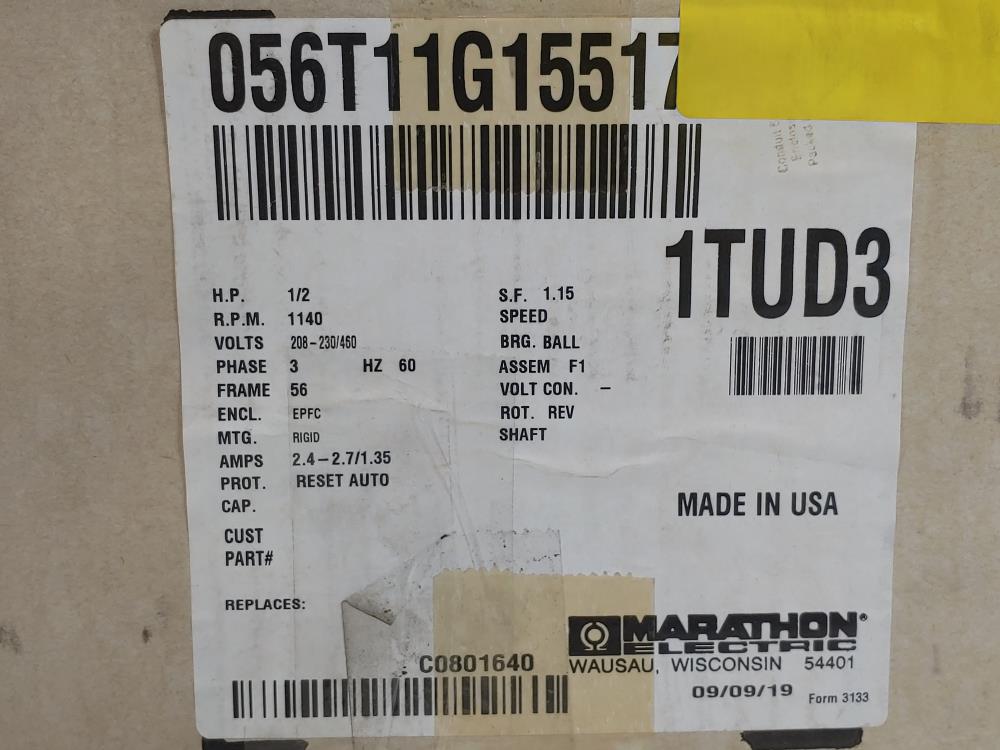 056T11G15517
1TUD3
H.P. 1/2
R.P.M. 1140
VOLTS 208-230/460
PHASE 3 HZ 60
FRAME 56
ENCL. EPFC
MTG. RIGID
AMPS 2.4-2.7/1.35
PROT. RESET AUTO
CAP.
CUST
PART#
REPLACES:
S.F. 1.15
SPEED
BRG. BALL
ASSEM F1
VOLT CON. -
ROT. REV
SHAFT
MADE IN USA
C0801640
MARATHON®
ELECTRIC
WAUSAU, WISCONSIN 54401
09/09/19 Form 3133